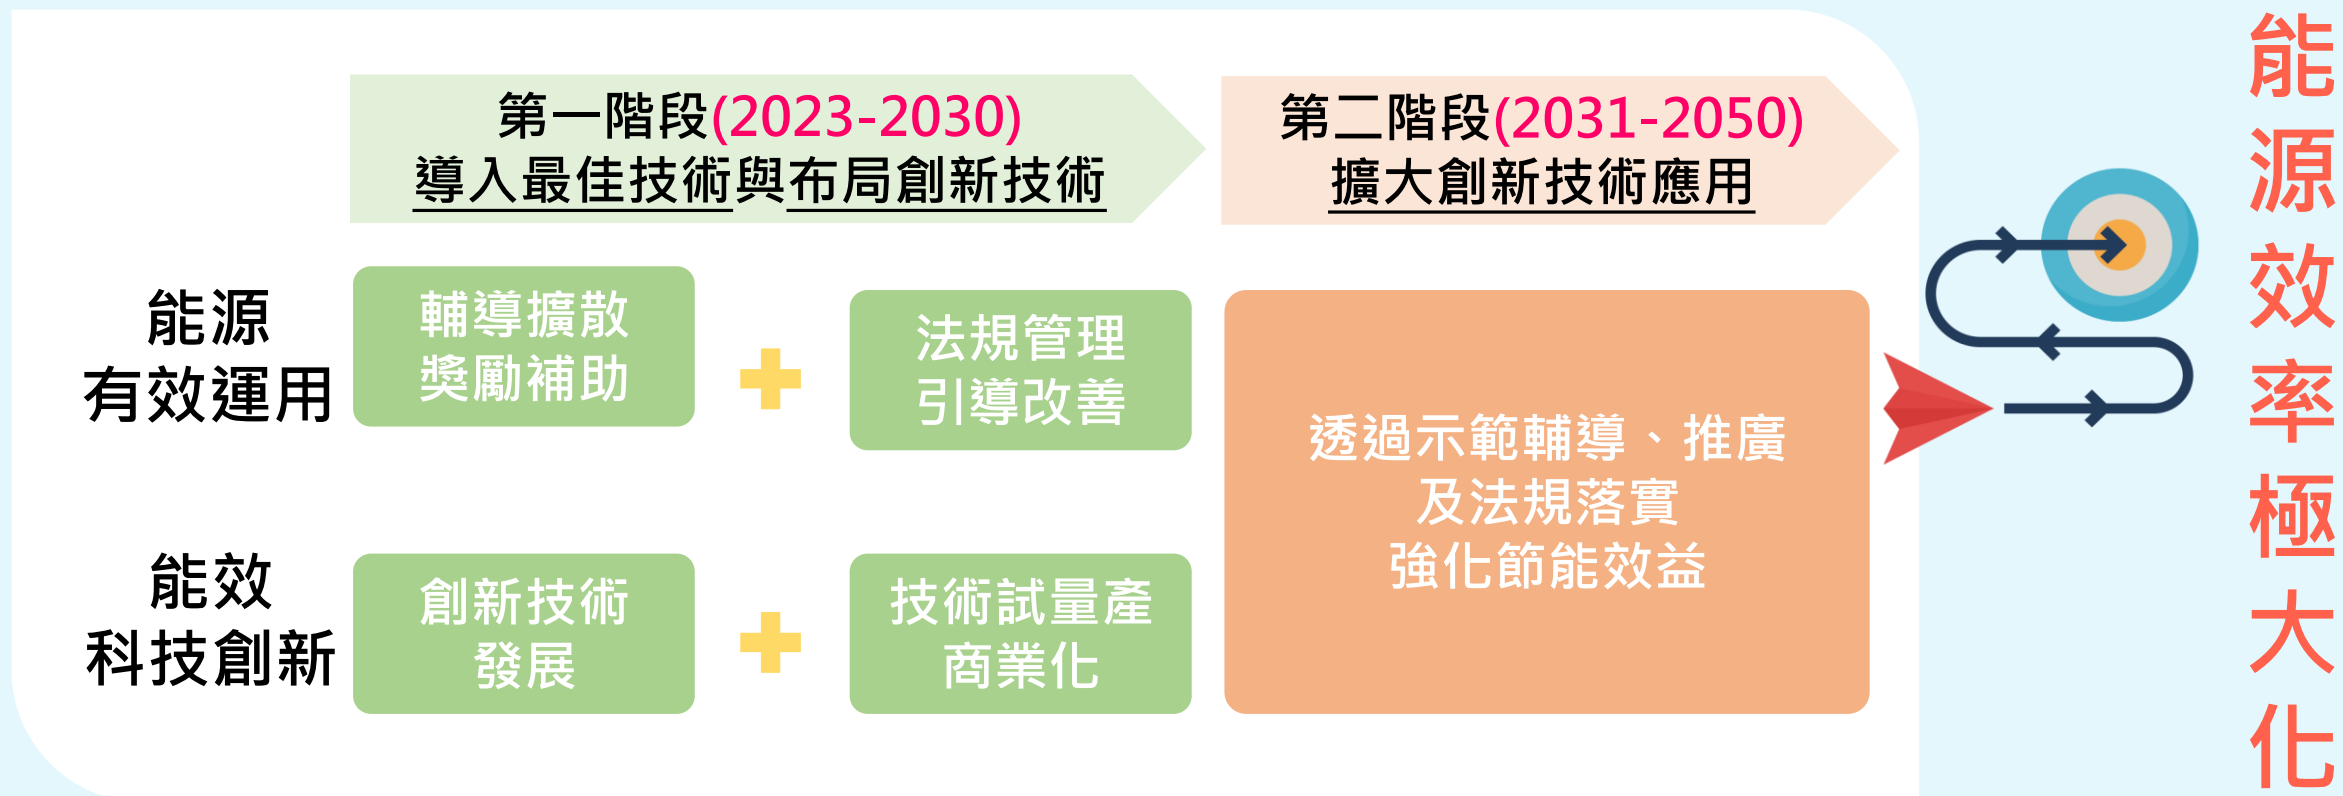 第一階段(2023-2030)
導入最佳技術與布局創新技術
第二階段(2031-2050)
擴大創新技術應用
能源
有效運用
輔導擴散
獎勵補助
法規管理
引導改善
能效
科技創新
創新技術
發展
技術試量產
商業化
透過示範輔導、推廣
及法規落實
強化節能效益
能源效率極大化